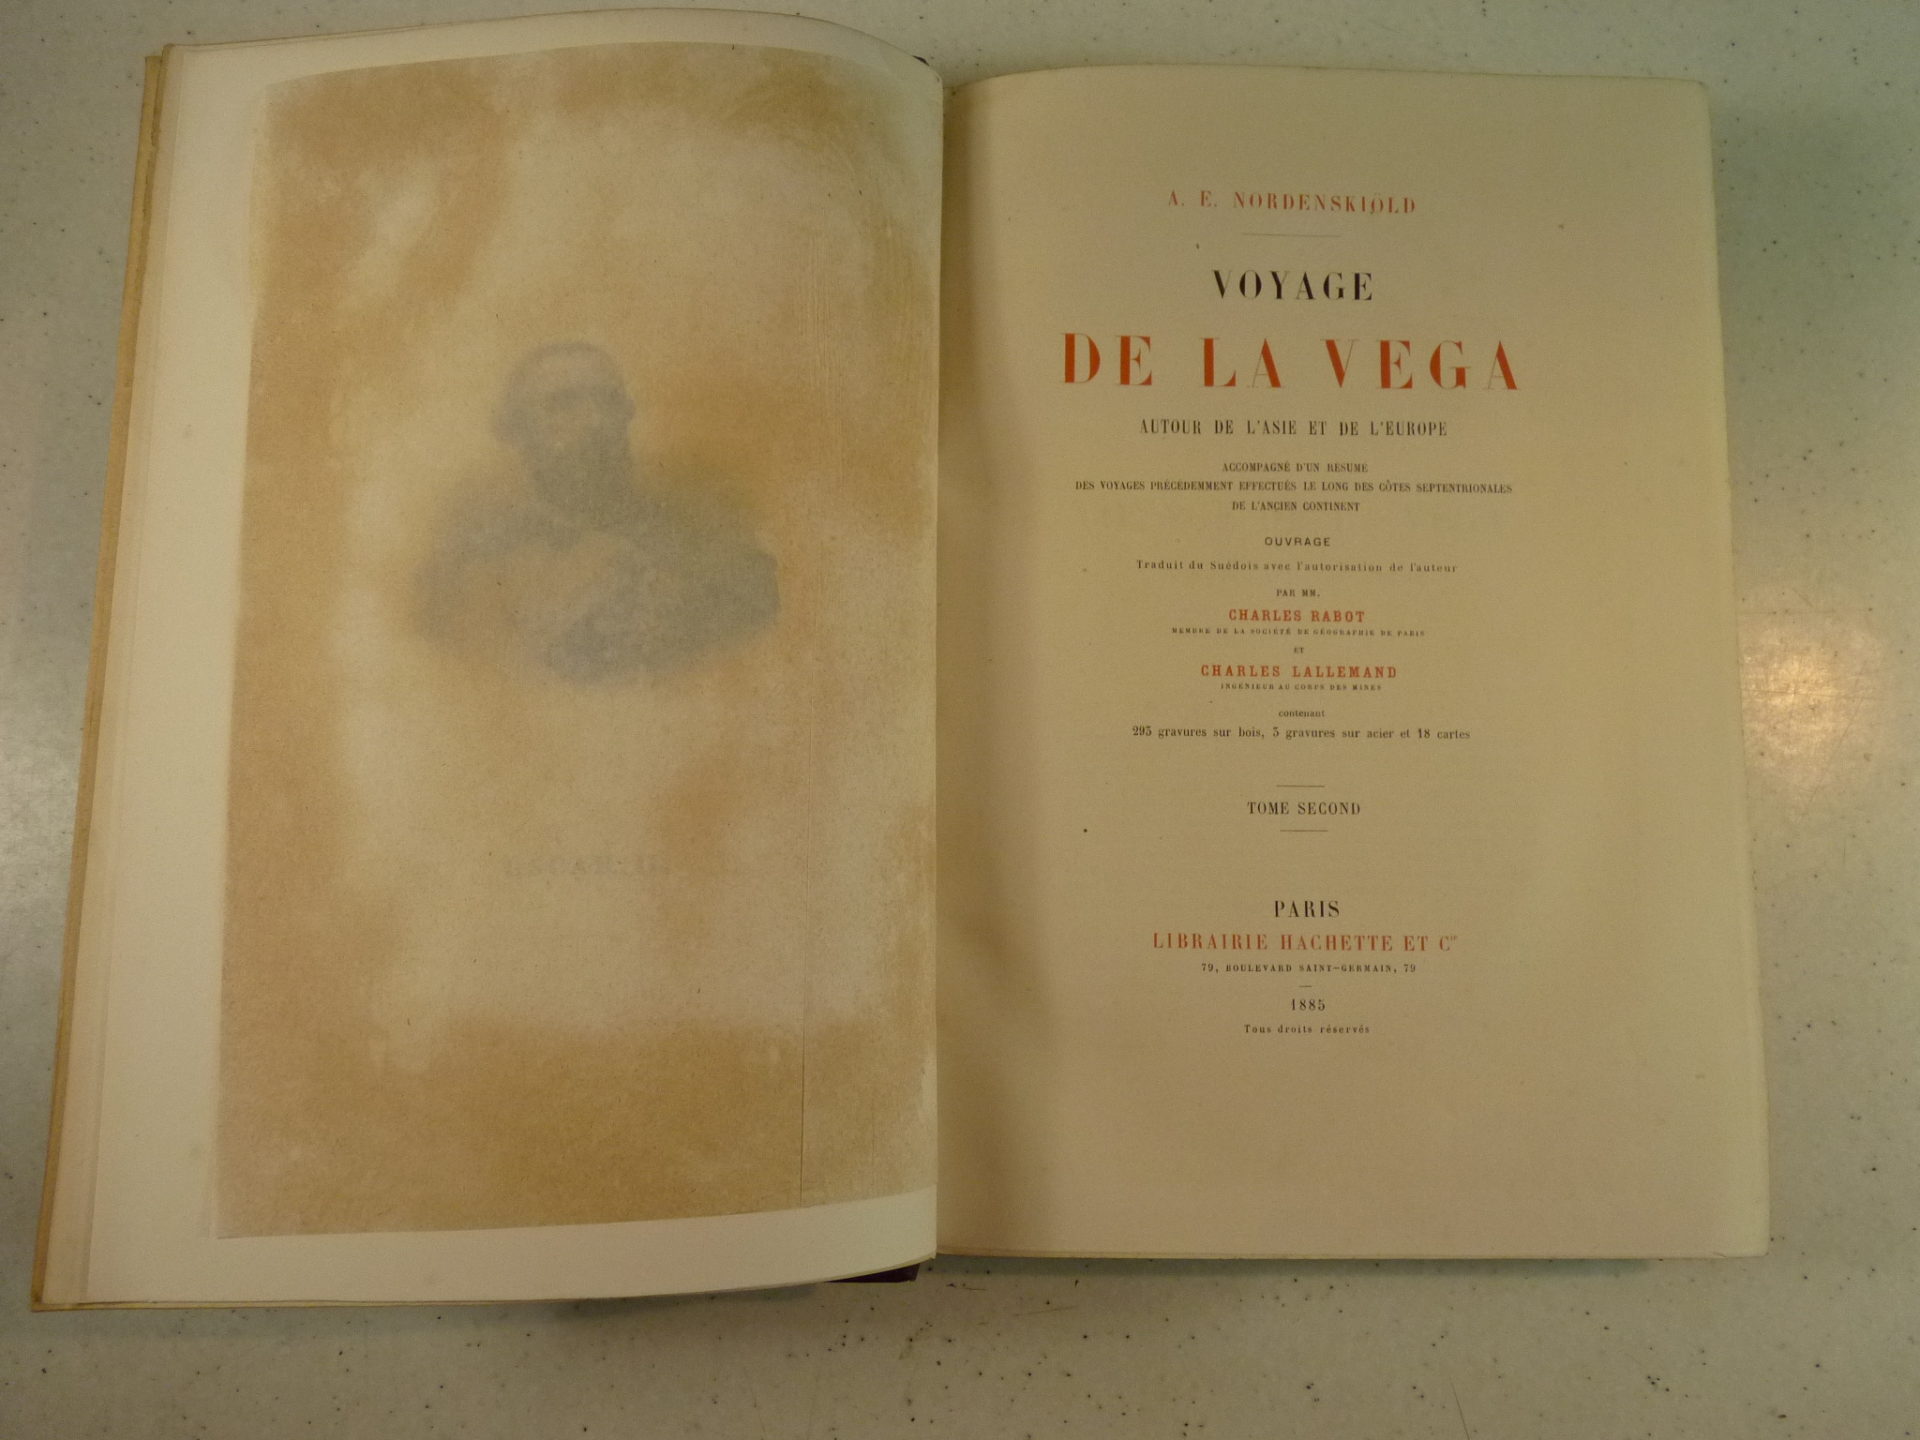 OSCAR II.
A. E. NORDENSKIÖLD
VOYAGE
DE LA VEGA
AUTOUR DE L'ASIE ET DE L'EUROPE
ACCOMPAGNÉ D'UN RÉSUMÉ
DES VOYAGES PRÉCÉDEMMENT EFFECTUÉS LE LONG DES CÔTES SEPTENTRIONALES
DE L'ANCIEN CONTINENT
OUVRAGE
Traduit du Suédois avec l'autorisation de l'auteur
PAR MM.
CHARLES RABOT
MEMBRE DE LA SOCIÉTÉ DE GÉOGRAPHIE DE PARIS
ET
CHARLES LALLEMAND
INGÉNIEUR AU CORPS DES MINES
contenant
293 gravures sur bois, 3 gravures sur acier et 18 cartes
TOME SECOND
PARIS
LIBRAIRIE HACHETTE ET Cie
79, BOULEVARD SAINT-GERMAIN, 79
1885
Tous droits réservés